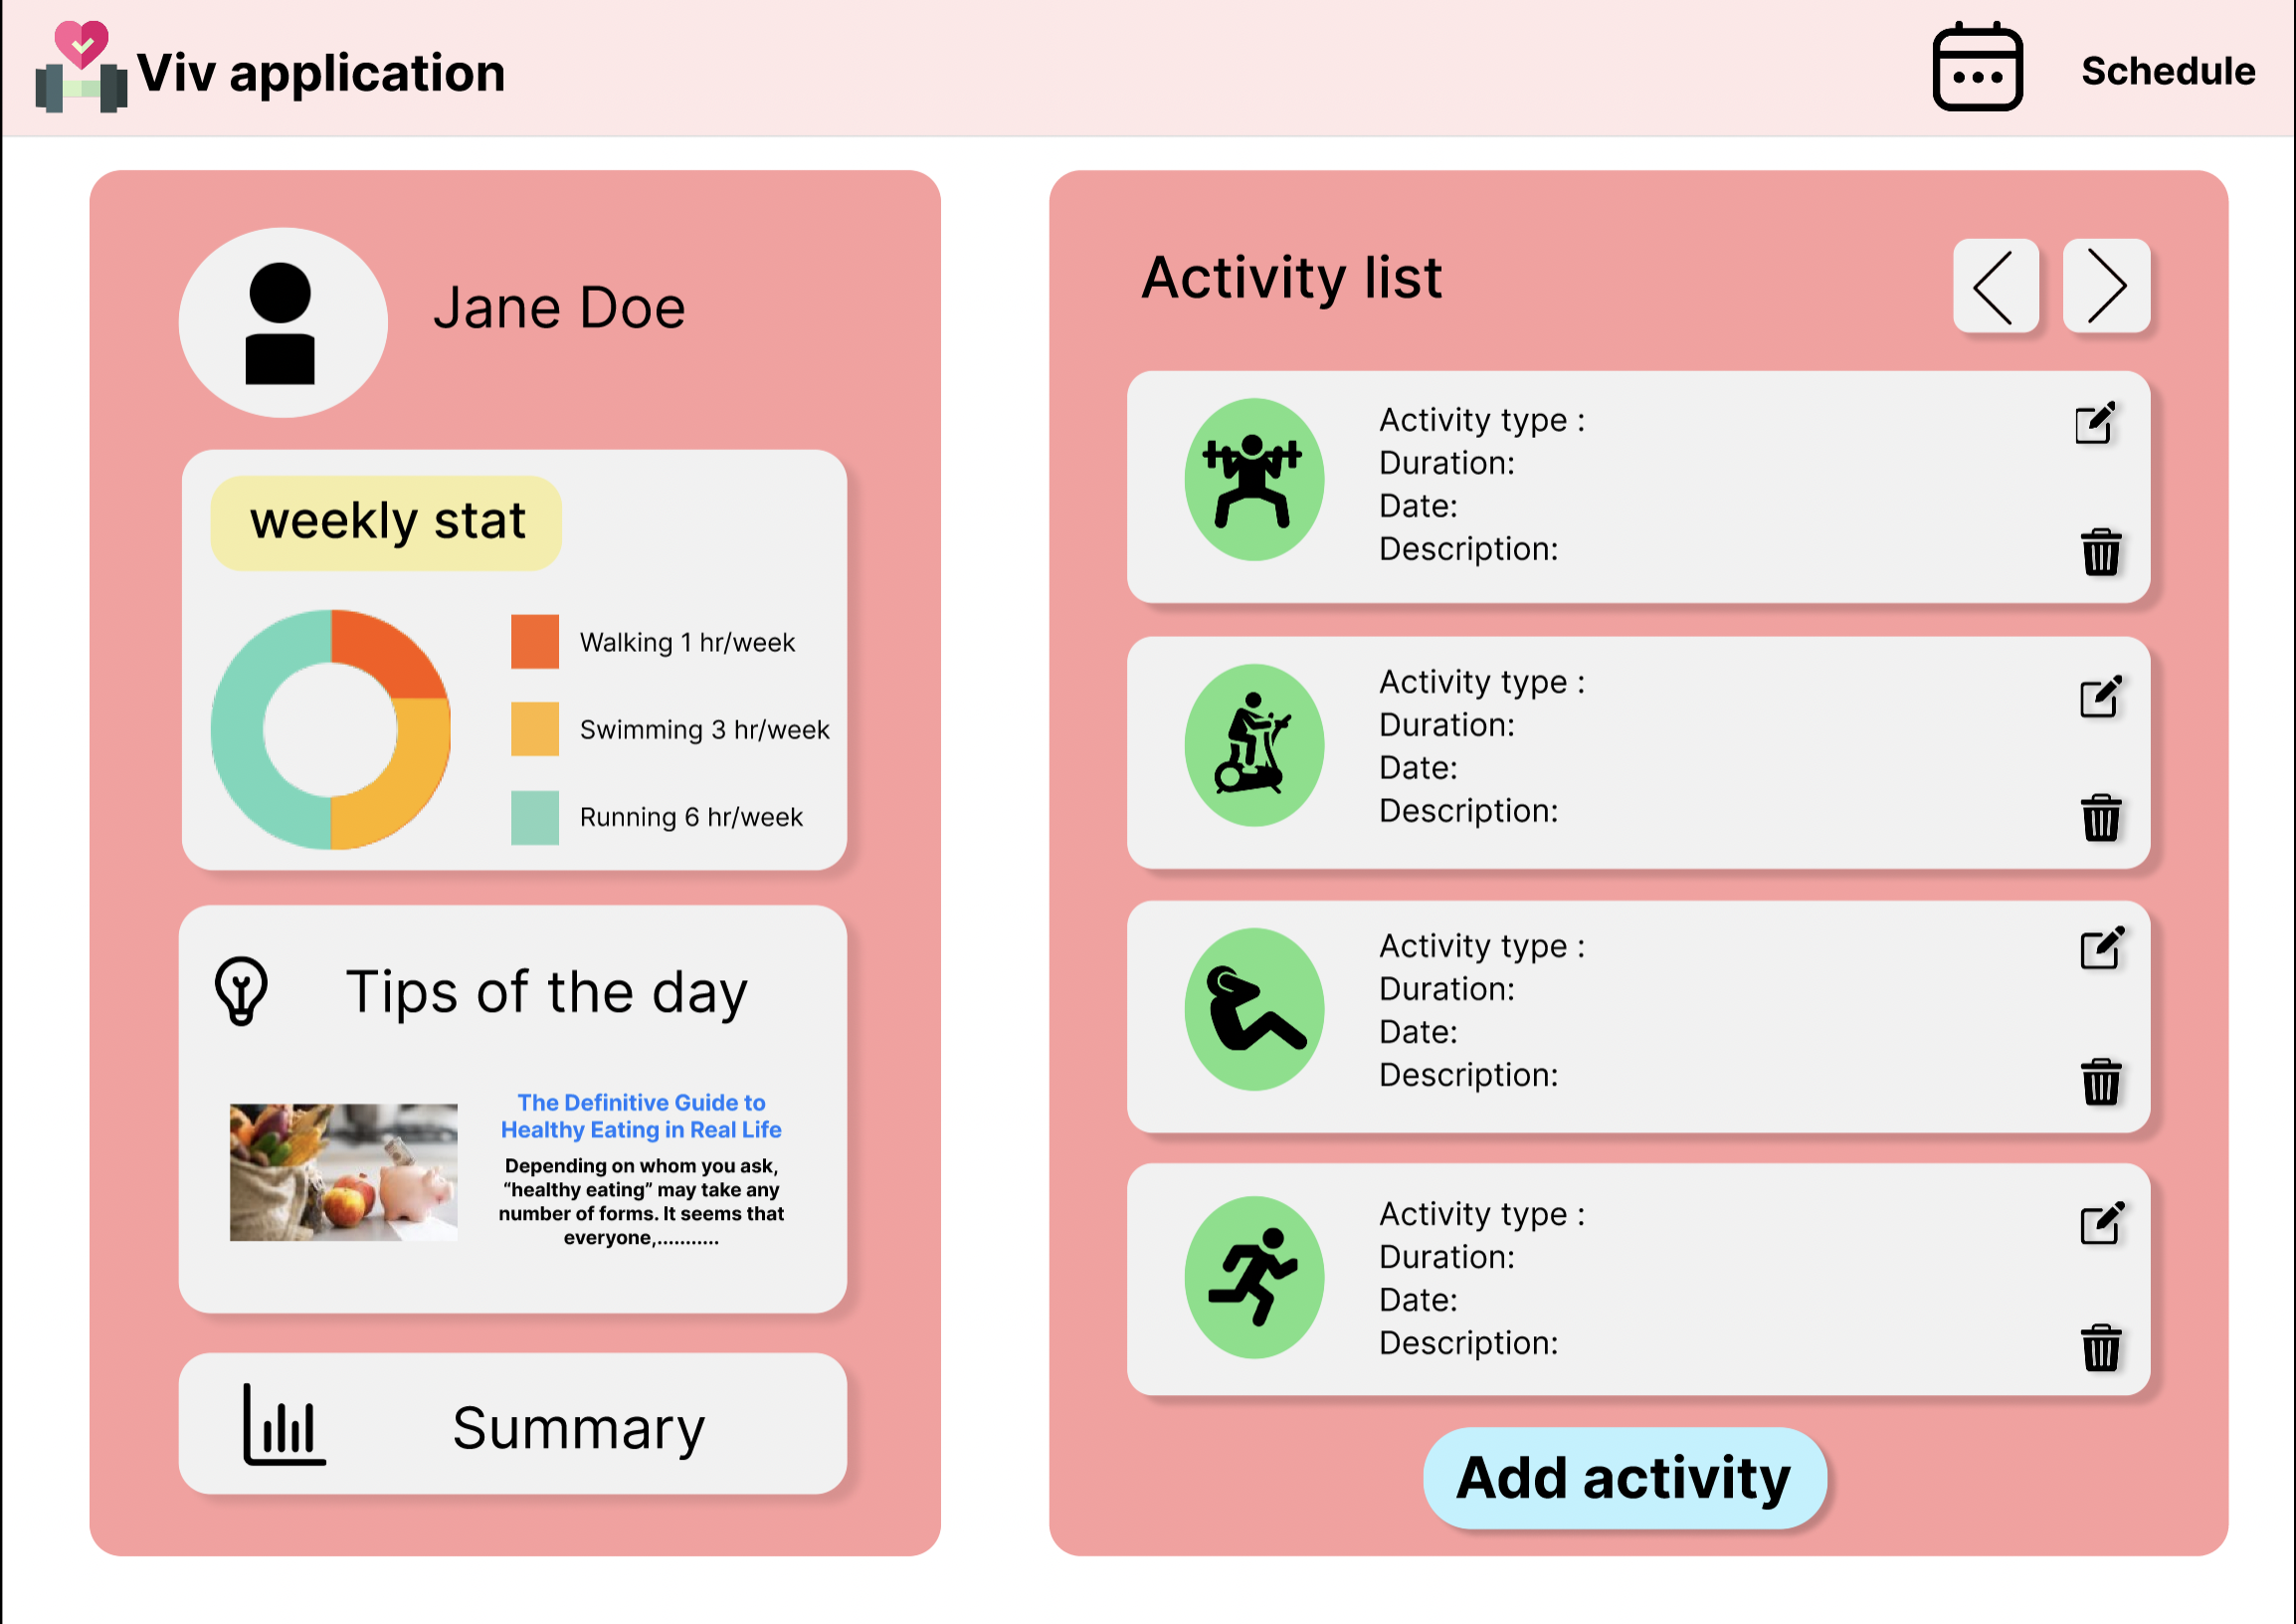 Viv application
Schedule
Jane Doe
weekly stat
Walking 1 hr/week
Swimming 3 hr/week
Running 6 hr/week
Tips of the day
The Definitive Guide to
Healthy Eating in Real Life
Depending on whom you ask,
“healthy eating” may take any
number of forms. It seems that
everyone,...........
Summary
Activity list
Activity type :
Duration:
Date:
Description:
Activity type :
Duration:
Date:
Description:
Activity type :
Duration:
Date:
Description:
Activity type :
Duration:
Date:
Description:
Add activity